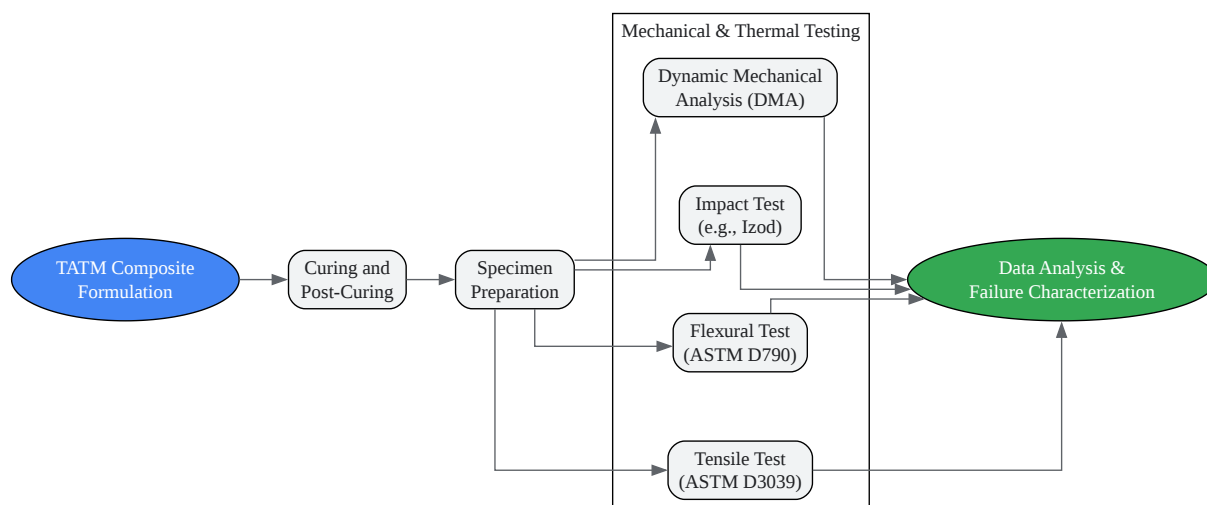 Mechanical & Thermal Testing
Dynamic Mechanical
Analysis (DMA)
Impact Test
(e.g., Izod)
TATM Composite
Formulation
Curing and
Post-Curing
Specimen
Preparation
Data Analysis &
Failure Characterization
Flexural Test
(ASTM D790)
Tensile Test
(ASTM D3039)